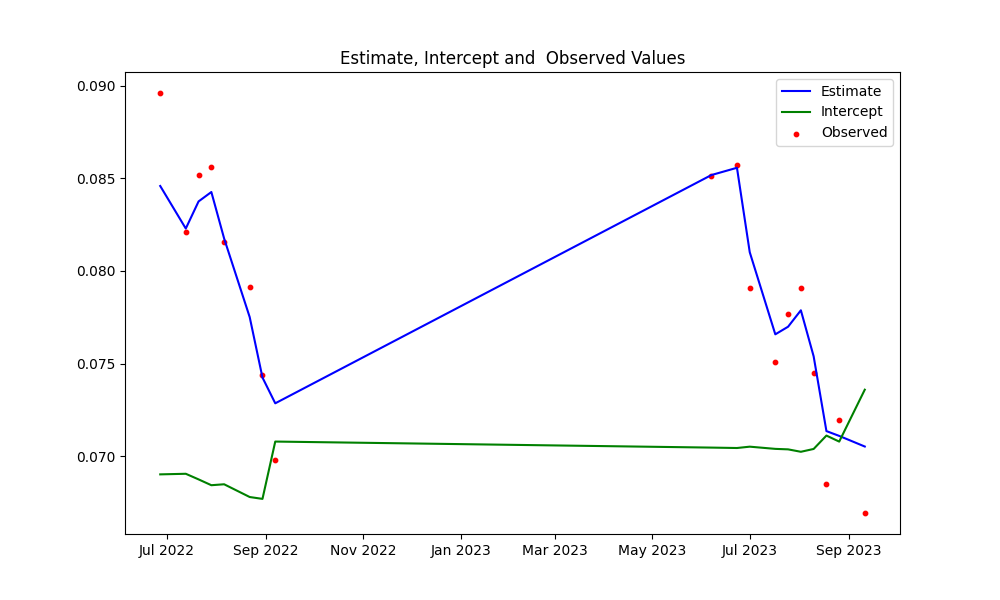 Estimate, Intercept and  Observed Values
0.090
0.085
0.080
0.075
0.070
Estimate
Intercept
Observed
Jul 2022
Sep 2022
Nov 2022
Jan 2023
Mar 2023
May 2023
Jul 2023
Sep 2023